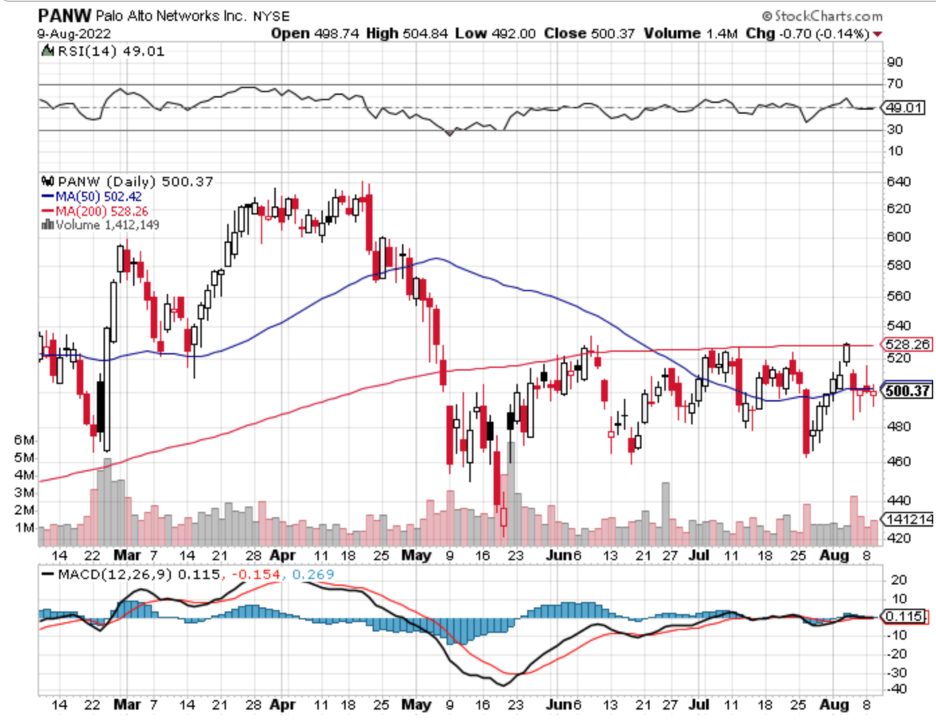 PANW Palo Alto Networks Inc. NYSE © StockCharts.com
9-Aug-2022 Open 498.74 High 504.84 Low 492.00 Close 500.37 Volume 1.4M Chg -0.70 (-0.14%)
RSI(14) 49.01
90
70
49.01
30
10
PANW (Daily) 500.37
MA(50) 502.42
MA(200) 528.26
Volume 1,412,149
640
620
600
580
560
540
528.26
520
500.37
480
460
440
420
6M
5M
4M
3M
2M
1M
141214
14 22 Mar 7 14 21 28 Apr 11 18 25 May 9 16 23 Jun 6 13 21 27 Jul 11 18 25 Aug 8
MACD(12,26,9) 0.115, -0.154, 0.269
20
10
0.115
-10
-20
-30
-40
14 22 Mar 7 14 21 28 Apr 11 18 25 May 9 16 23 Jun 6 13 21 27 Jul 11 18 25 Aug 8